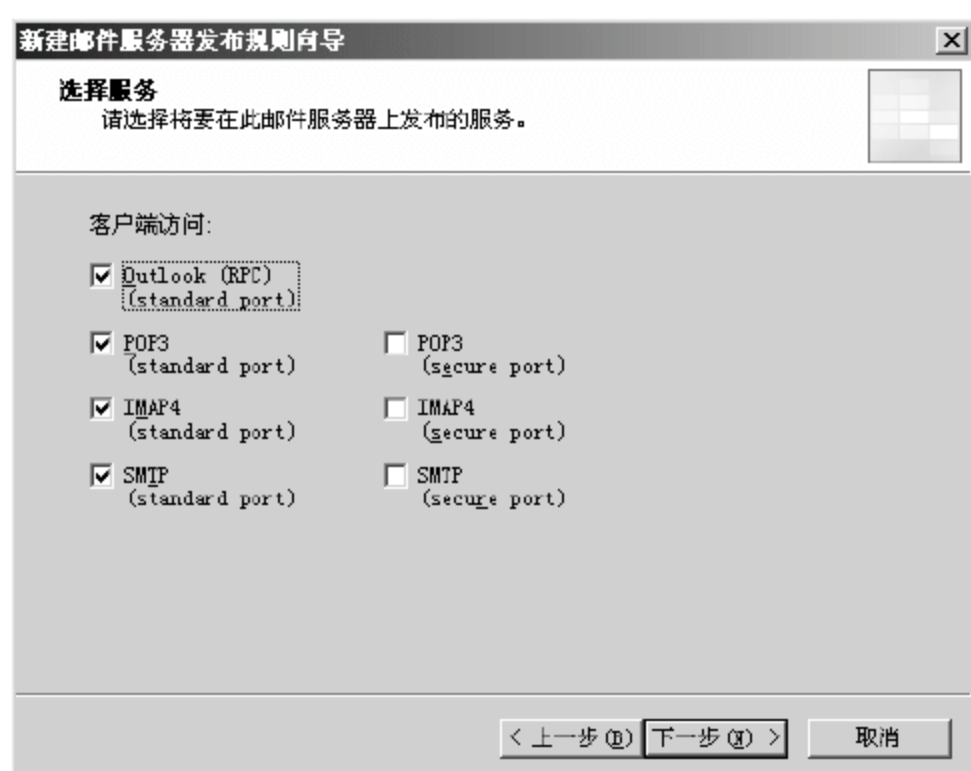 新建邮件服务器发布规则向导
选择服务
请选择将要在此邮件服务器上发布的服务。
客户端访问:
Outlook (RPC)
(standard port)
POP3
(standard port)
POP3
(secure port)
IMAP4
(standard port)
IMAP4
(secure port)
SMTP
(standard port)
SMTP
(secure port)
< 上一步(B)
下一步(N) >
取消